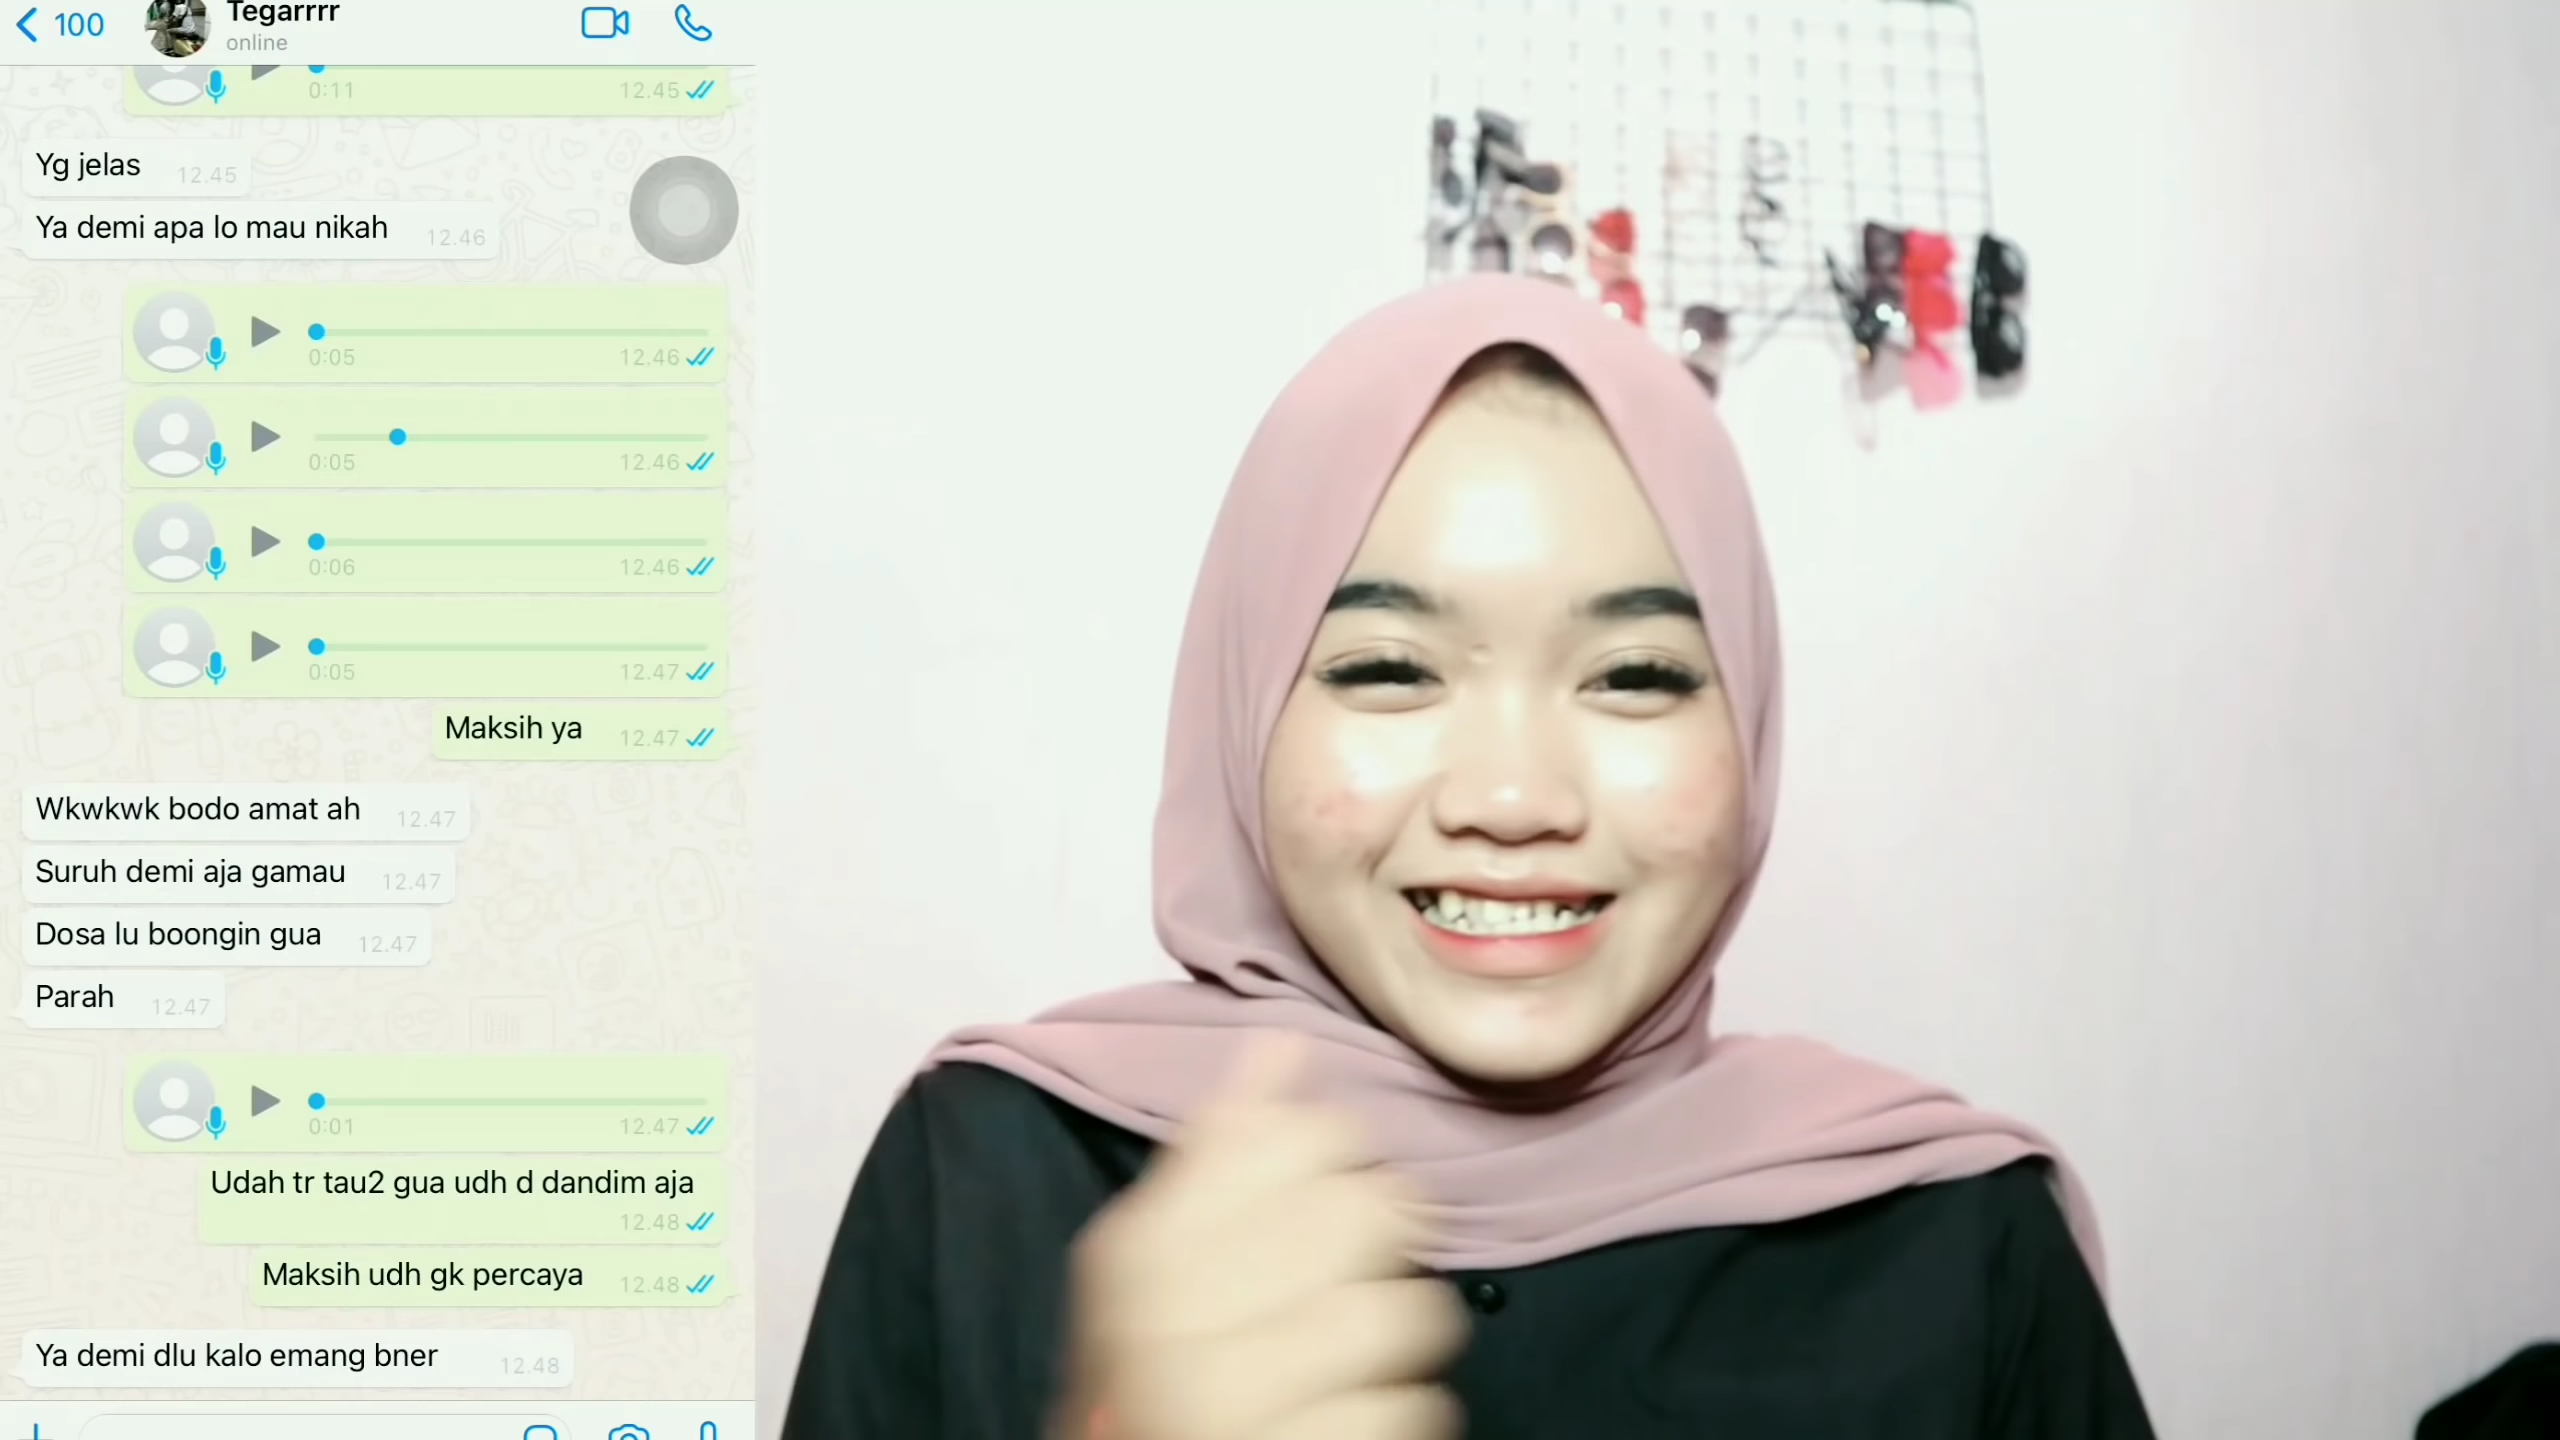 100
Tegarrrr
online
0:11
12.45
Yg jelas 12.45
Ya demi apa lo mau nikah 12.46
0:05 12.46
0:05 12.46
0:06 12.46
0:05 12.47
Maksih ya 12.47
Wkwkwk bodo amat ah 12.47
Suruh demi aja gamau 12.47
Dosa lu boongin gua 12.47
Parah 12.47
0:01 12.47
Udah tr tau2 gua udh d dandim aja
12.48
Maksih udh gk percaya 12.48
Ya demi dlu kalo emang bner 12.48